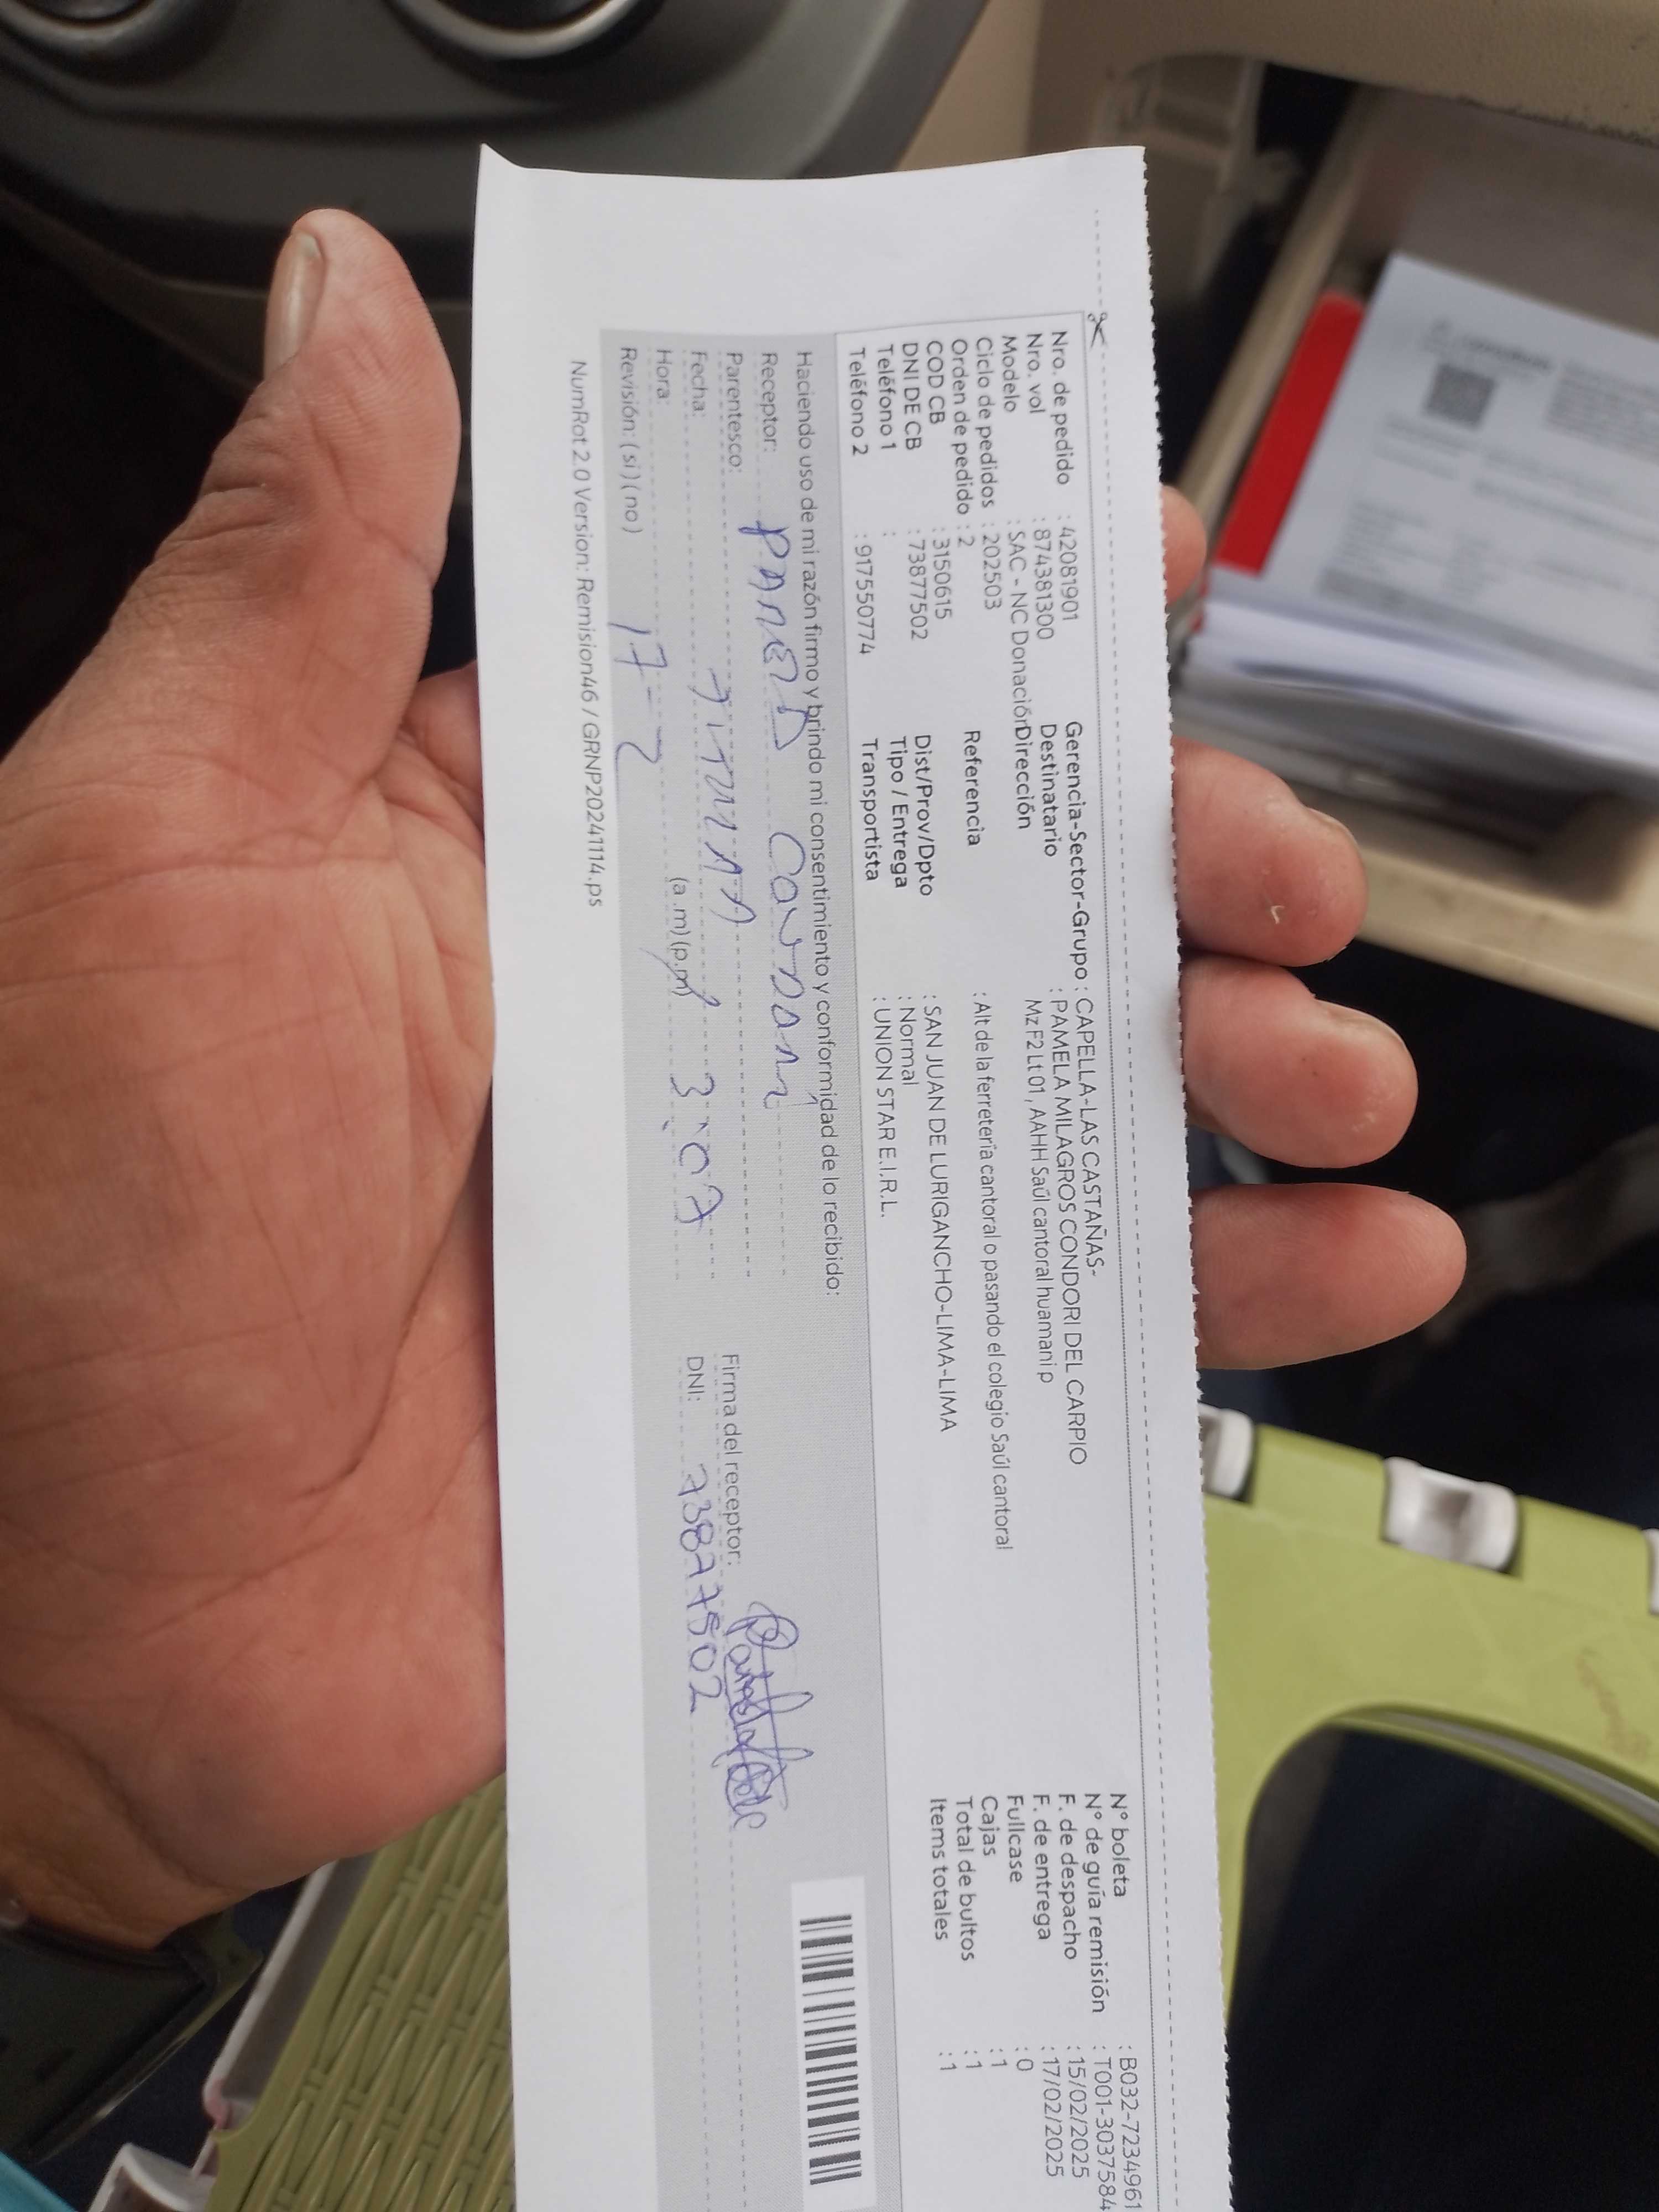 Nro. de pedido : 42081901
Nro. vol : 874381300
Modelo : SAC - NC Donación
Ciclo de pedidos : 202503
Orden de pedido : 2
COD CB : 3150615
DNI DE CB : 73877502
Teléfono 1 :
Teléfono 2 : 917550774
Gerencia-Sector-Grupo : CAPELLA-LAS CASTAÑAS-
Destinatario : PAMELA MILAGROS CONDORI DEL CARPIO
Dirección Mz F2 Lt 01 , AAHH Saúl cantoral huamani p
Referencia : Alt de la ferretería cantoral o pasando el colegio Saúl cantoral
Dist/Prov/Dpto : SAN JUAN DE LURIGANCHO-LIMA-LIMA
Tipo / Entrega : Normal
Transportista : UNION STAR E.I.R.L.
N° boleta : B032-7234961
N° de guía remisión : T001-3037584
F. de despacho : 15/02/2025
F. de entrega : 17/02/2025
Fullcase : 0
Cajas : 1
Total de bultos : 1
Items totales : 1
Haciendo uso de mi razón firmo y brindo mi consentimiento y conformidad de lo recibido:
Receptor:
Parentesco:
Fecha:
Hora: (a.m) (p.m) 3:07
Revisión: ( si ) ( no ) 17-2
Firma del receptor:
DNI: 73877502
NumRot 2.0 Version: Remision46 / GRNP20241114.ps